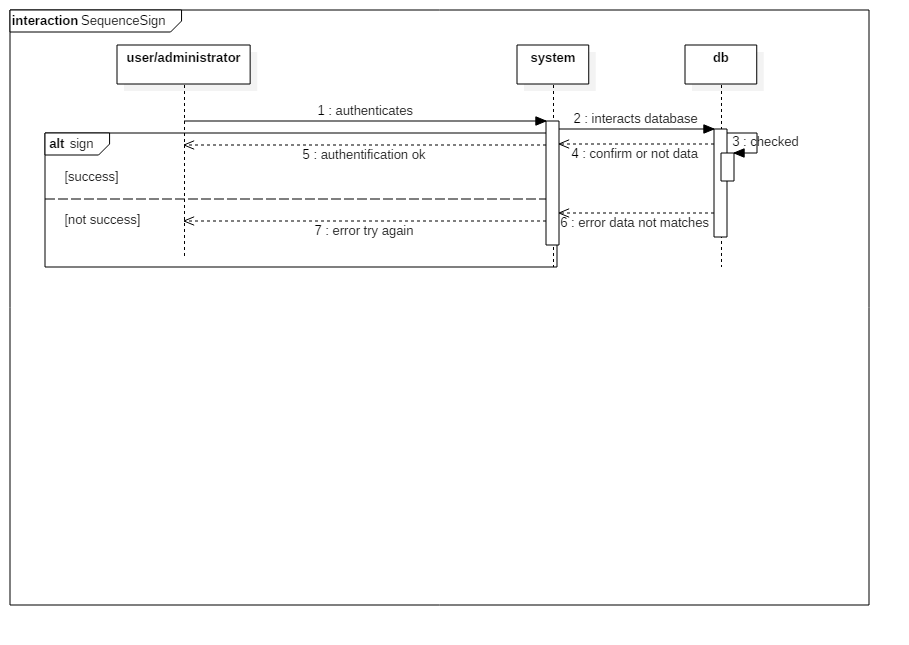 interaction SequenceSign
user/administrator
system
db
1 : authenticates
2 : interacts database
3 : checked
alt sign
5 : authentification ok
4 : confirm or not data
[success]
[not success]
6 : error data not matches
7 : error try again